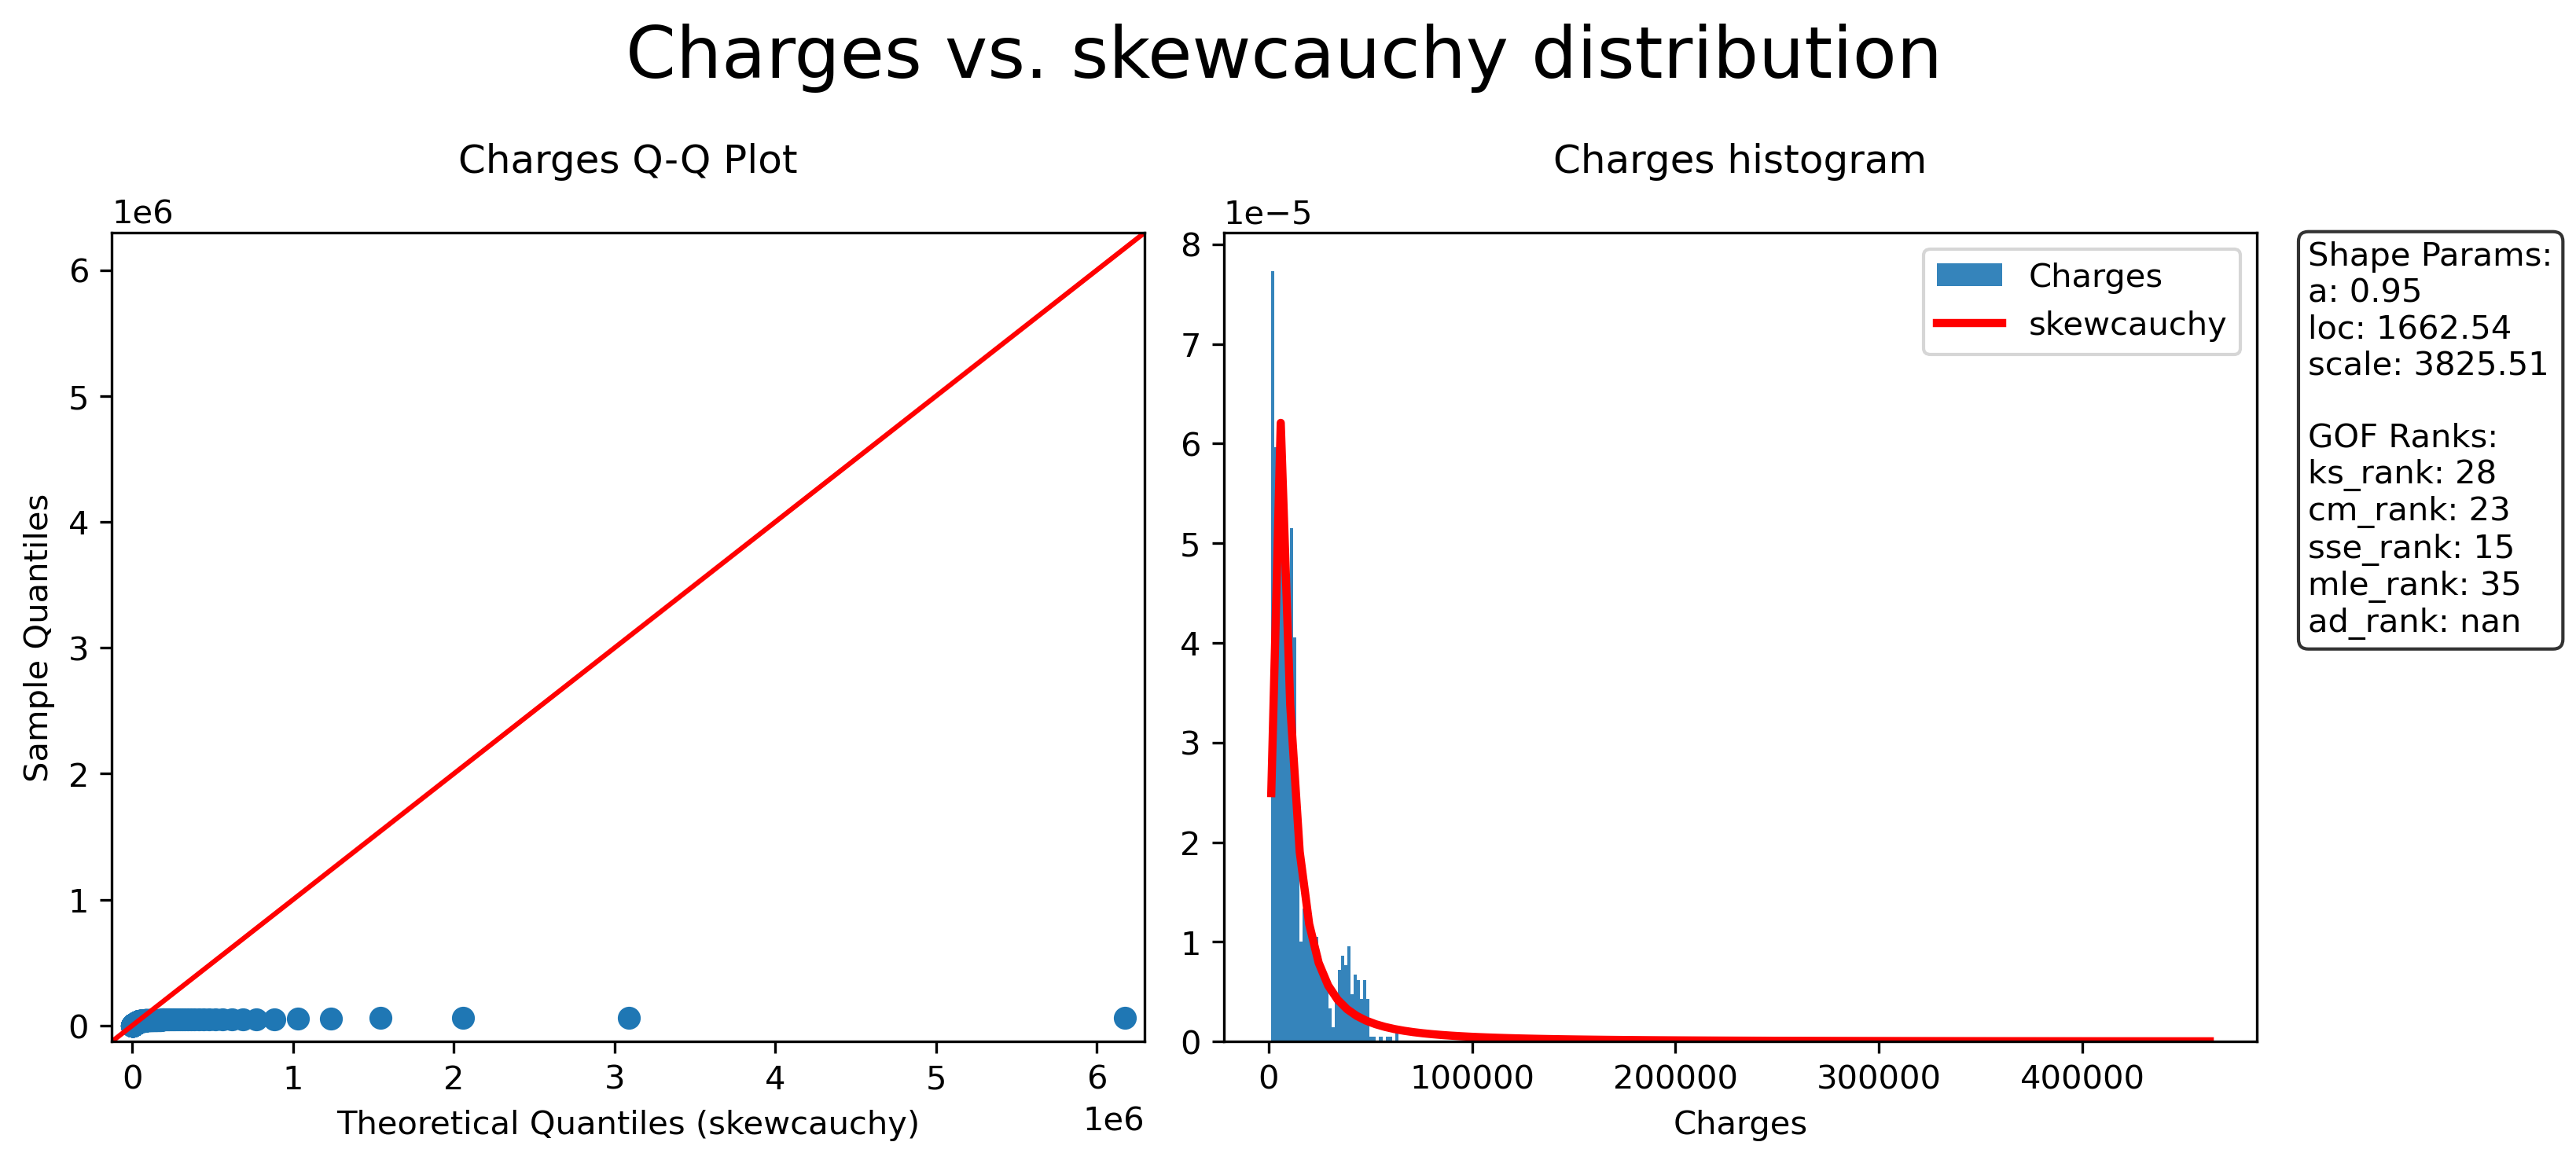 Charges vs. skewcauchy distribution
Charges Q-Q Plot
1e6
6
5
4
3
2
1
0
Sample Quantiles
0 1 2 3 4 5 6
1e6
Theoretical Quantiles (skewcauchy)
Charges histogram
1e−5
8
7
6
5
4
3
2
1
0
Charges
skewcauchy
0 100000 200000 300000 400000
Charges
Shape Params:
a: 0.95
loc: 1662.54
scale: 3825.51
GOF Ranks:
ks_rank: 28
cm_rank: 23
sse_rank: 15
mle_rank: 35
ad_rank: nan